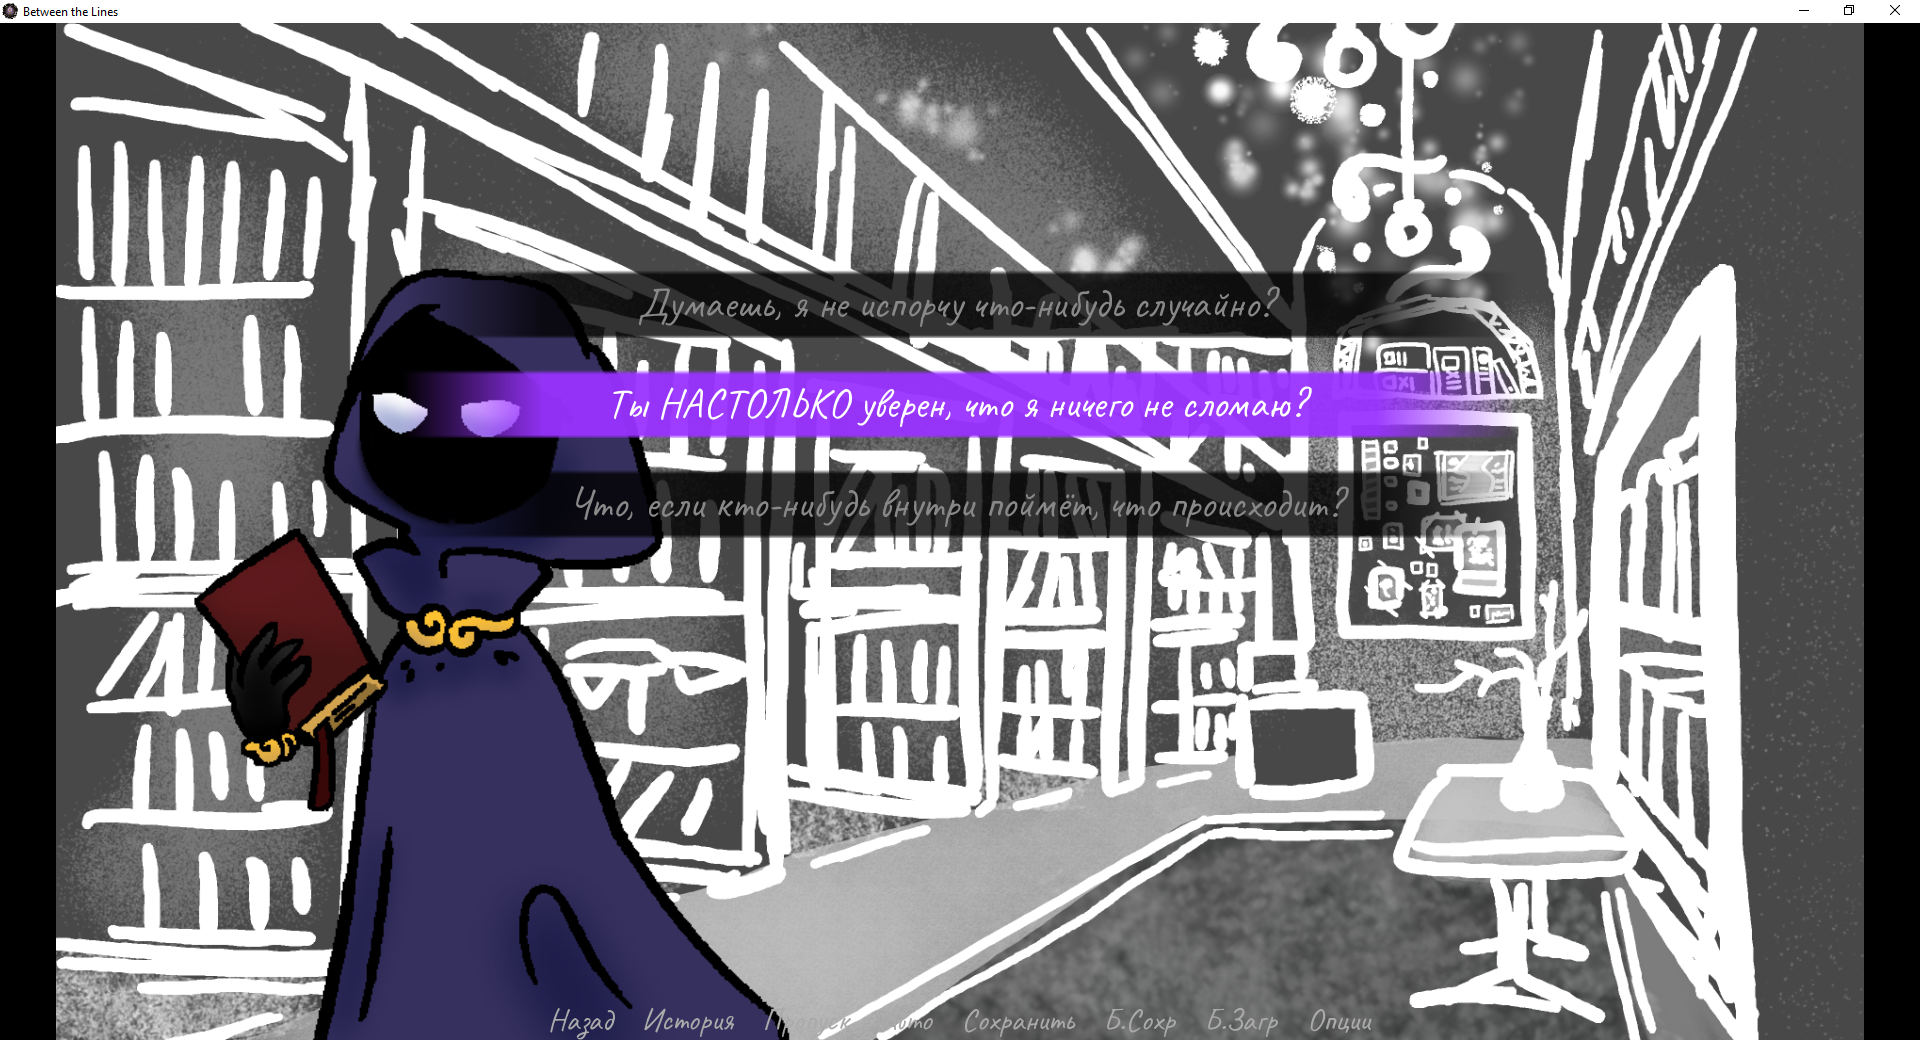 Between the Lines
Думаешь, я не испорчу что-нибудь случайно?
Ты НАСТОЛЬКО уверен, что я ничего не сломаю?
Что, если кто-нибудь внутри поймёт, что происходит?
Назад История Пропуск Сохранить Б.Сохр Б.Загр Опции